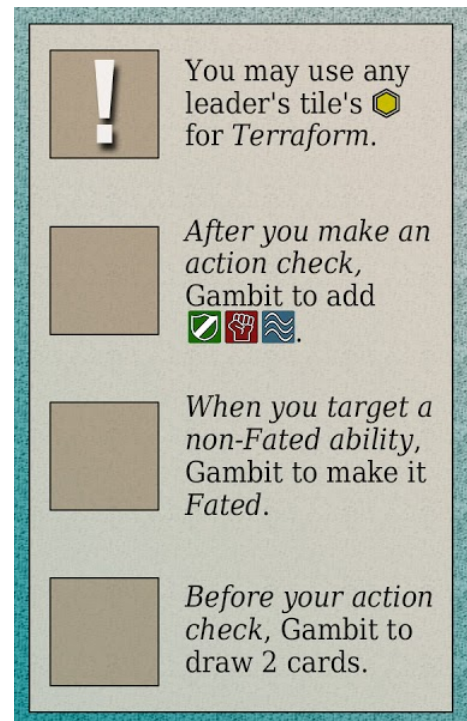 !
You may use any
leader's tile's
for Terraform.
After you make an
action check,
Gambit to add
.
When you target a
non-Fated ability,
Gambit to make it
Fated.
Before your action
check, Gambit to
draw 2 cards.